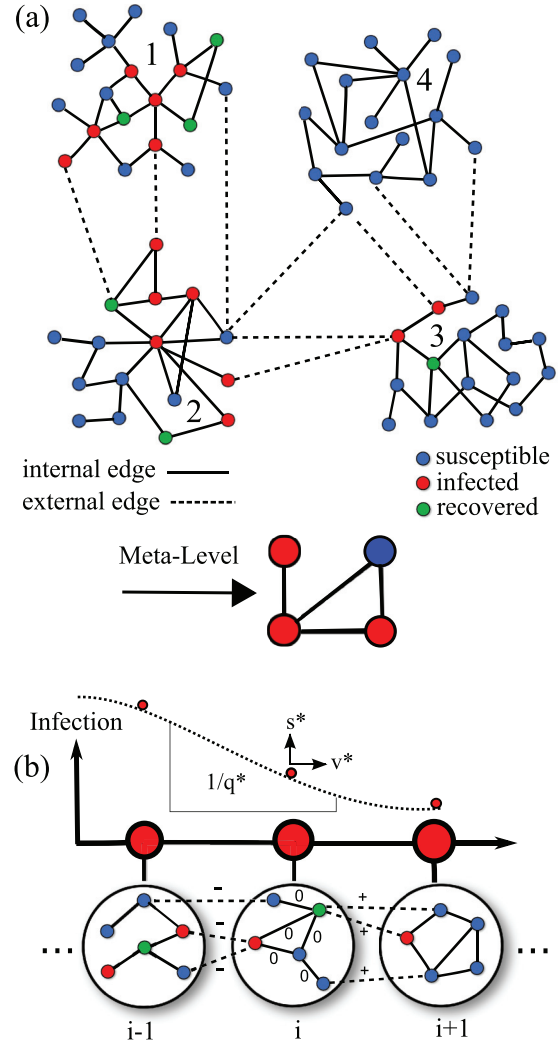 (a)
1
4
2
3
internal edge
external edge
susceptible
infected
recovered
Meta-Level
(b)
Infection
s*
v*
1/q*
- 0 +
- 0 0 +
- 0 0 +
...
...
i-1 i i+1